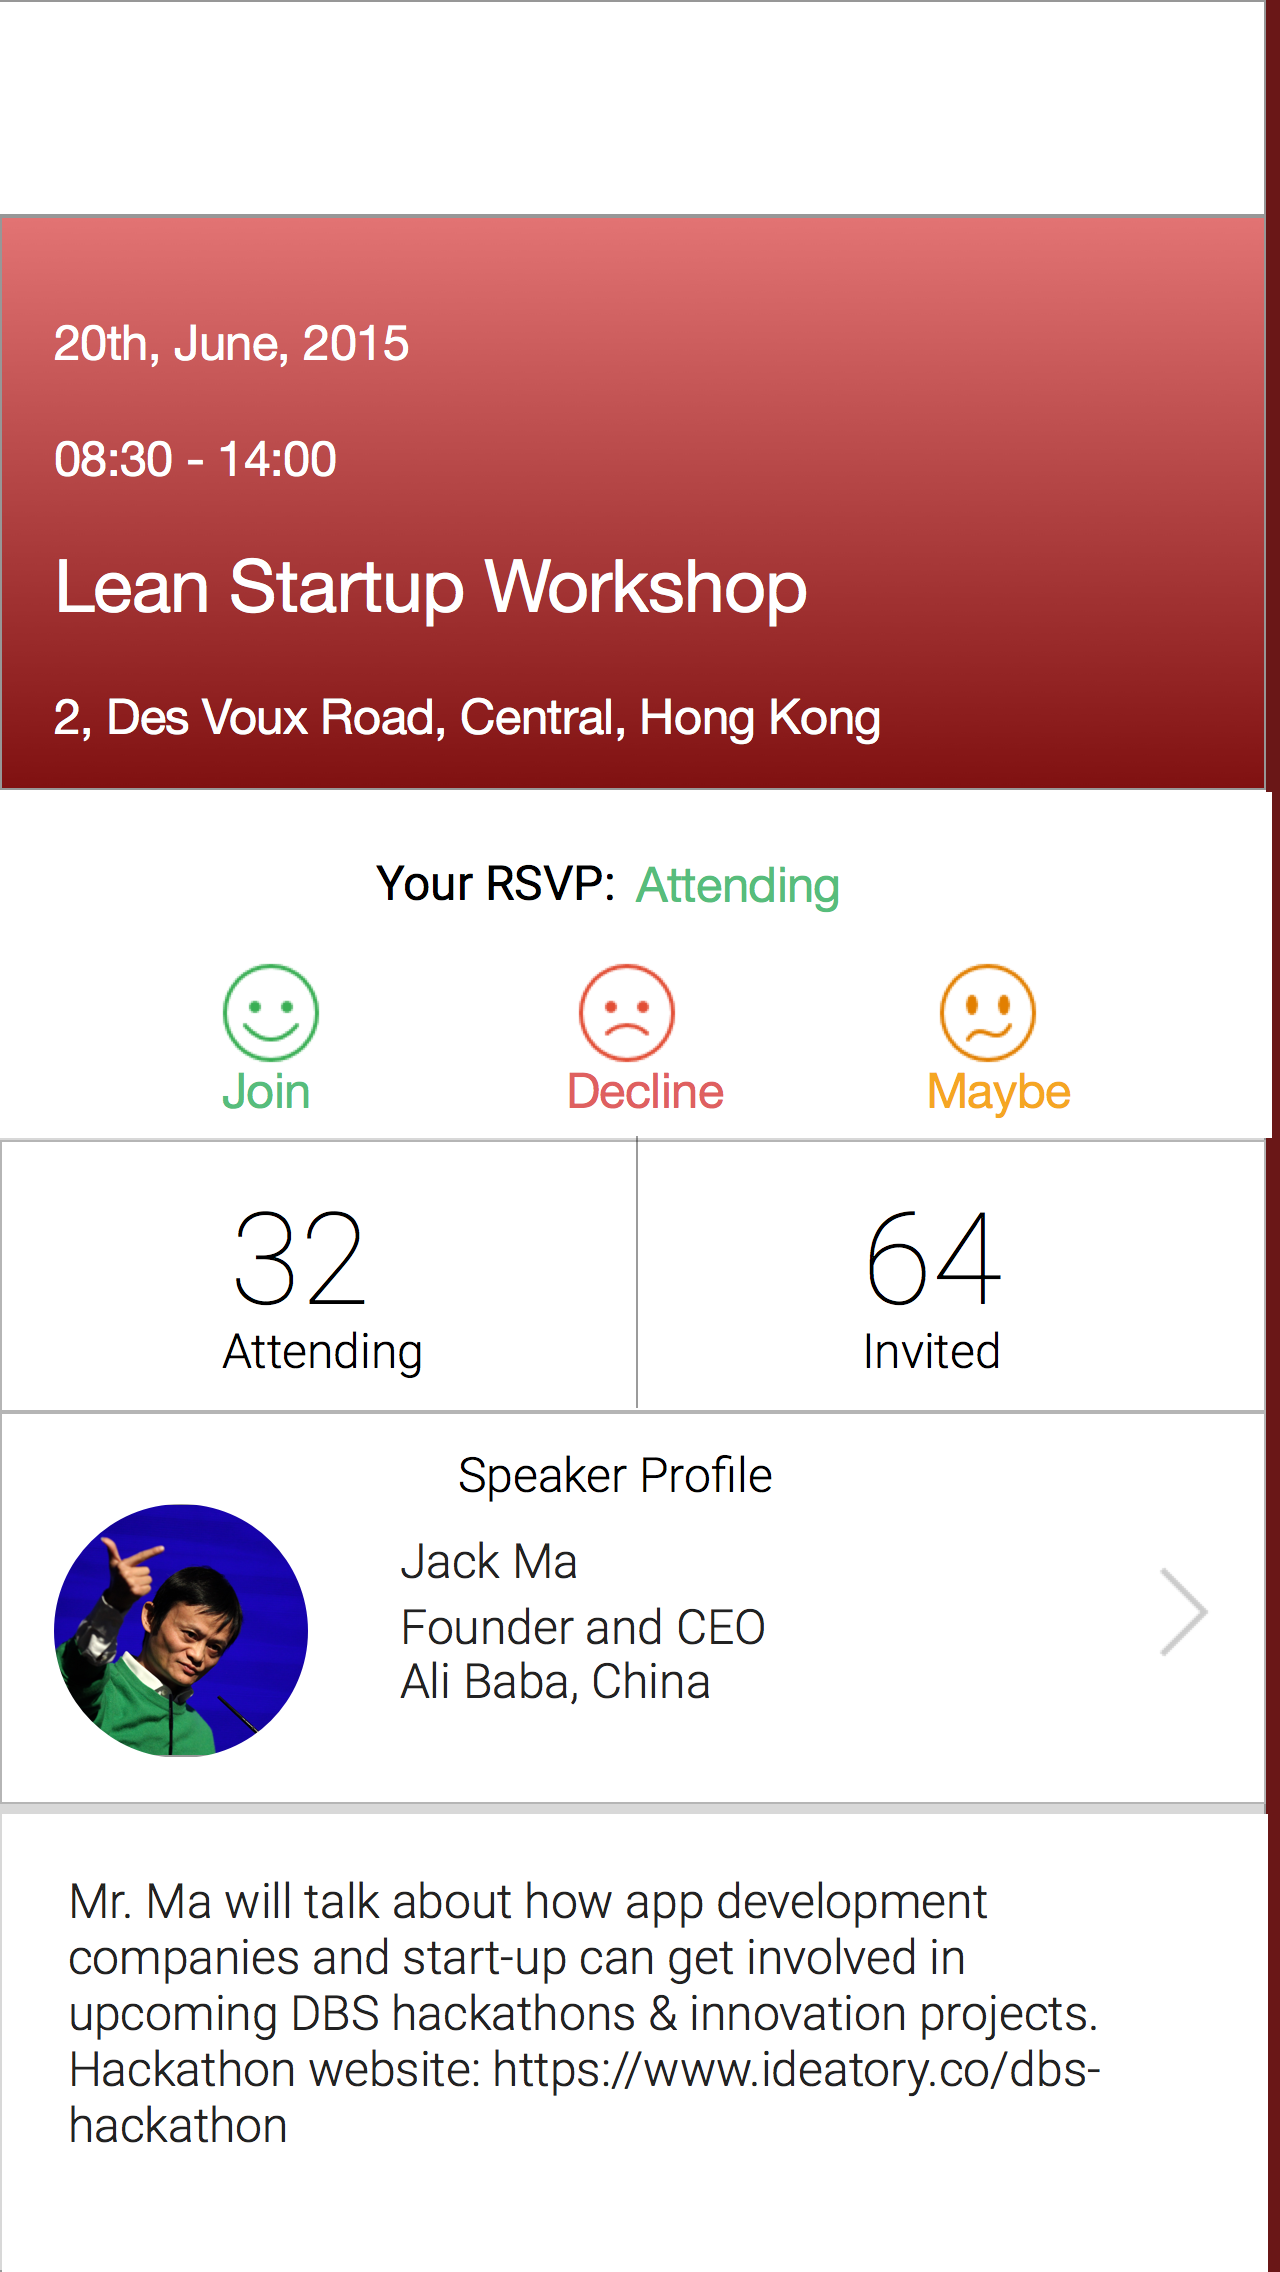 20th, June, 2015
08:30 - 14:00
Lean Startup Workshop
2, Des Voux Road, Central, Hong Kong
Your RSVP: Attending
Join Decline Maybe
32 64
Attending Invited
Speaker Profile
Jack Ma
Founder and CEO
Ali Baba, China
Mr. Ma will talk about how app development
companies and start-up can get involved in
upcoming DBS hackathons & innovation projects.
Hackathon website: https://www.ideatory.co/dbs-
hackathon